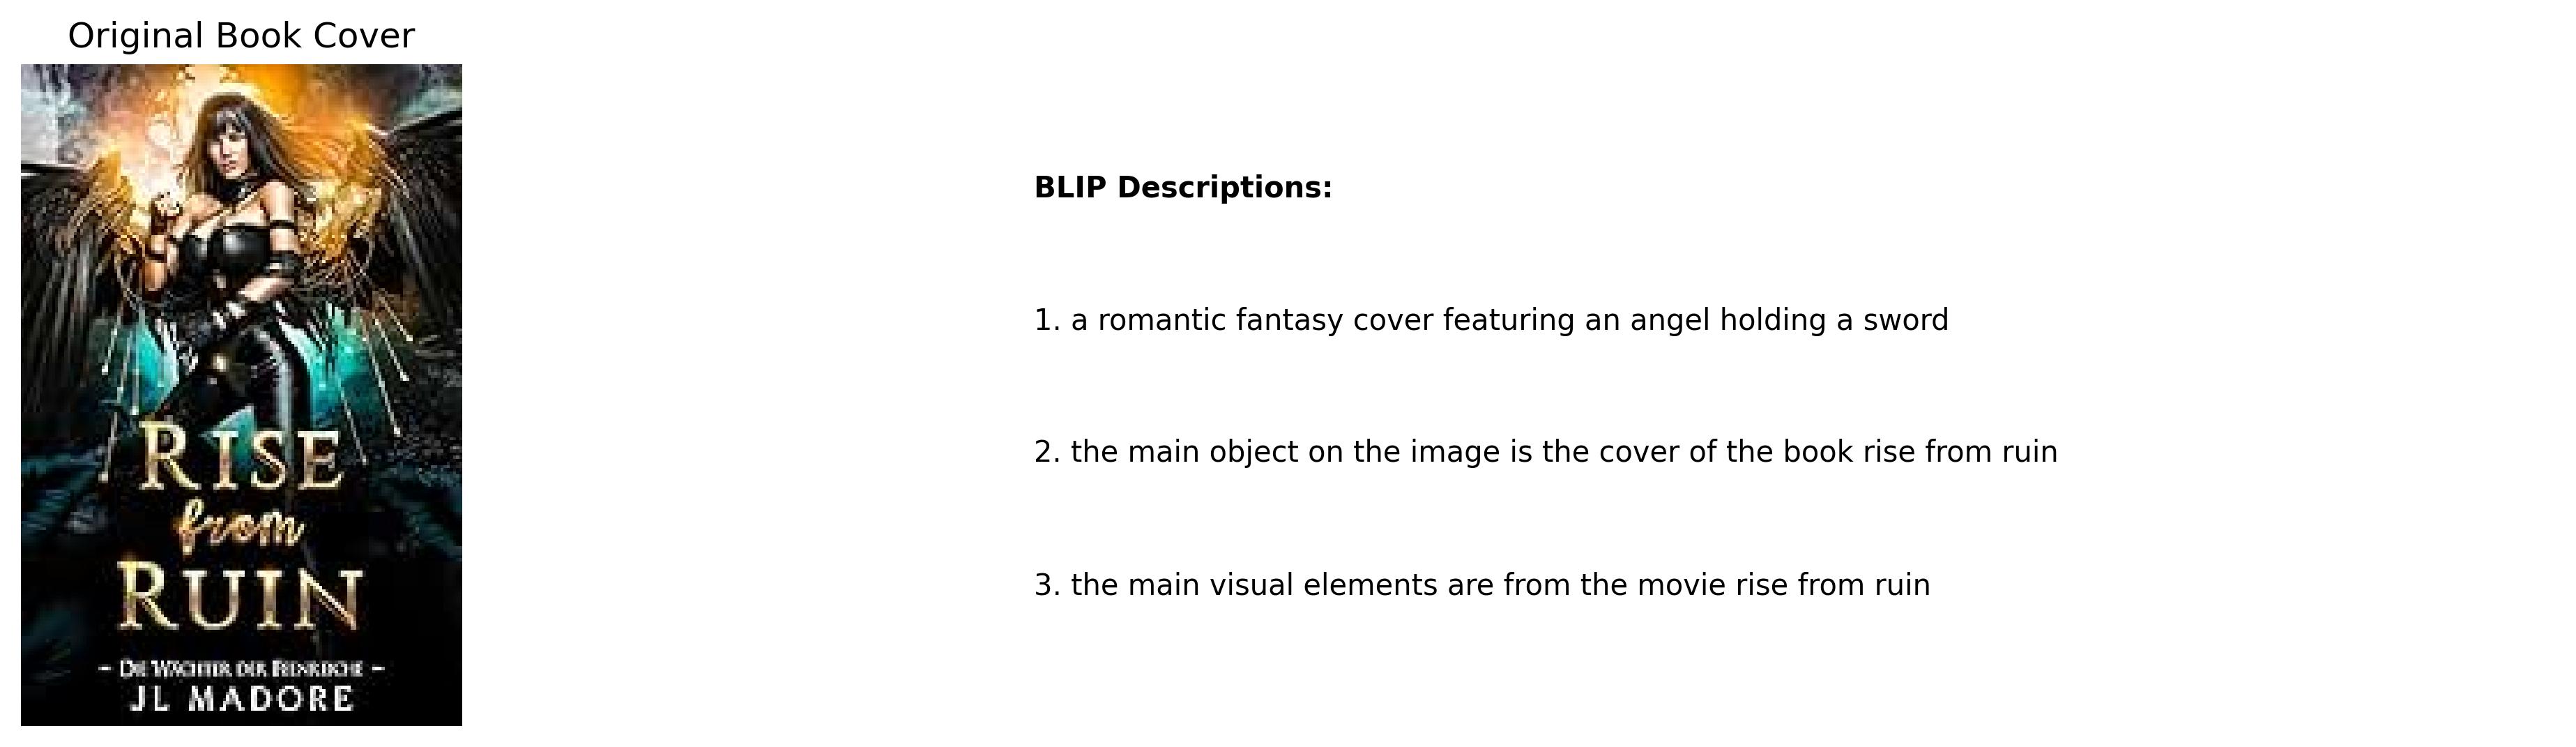 Original Book Cover
RISE
from
RUIN
- DIE WÄCHTER DER FEENREICHE -
JL MADORE
BLIP Descriptions:
1. a romantic fantasy cover featuring an angel holding a sword
2. the main object on the image is the cover of the book rise from ruin
3. the main visual elements are from the movie rise from ruin